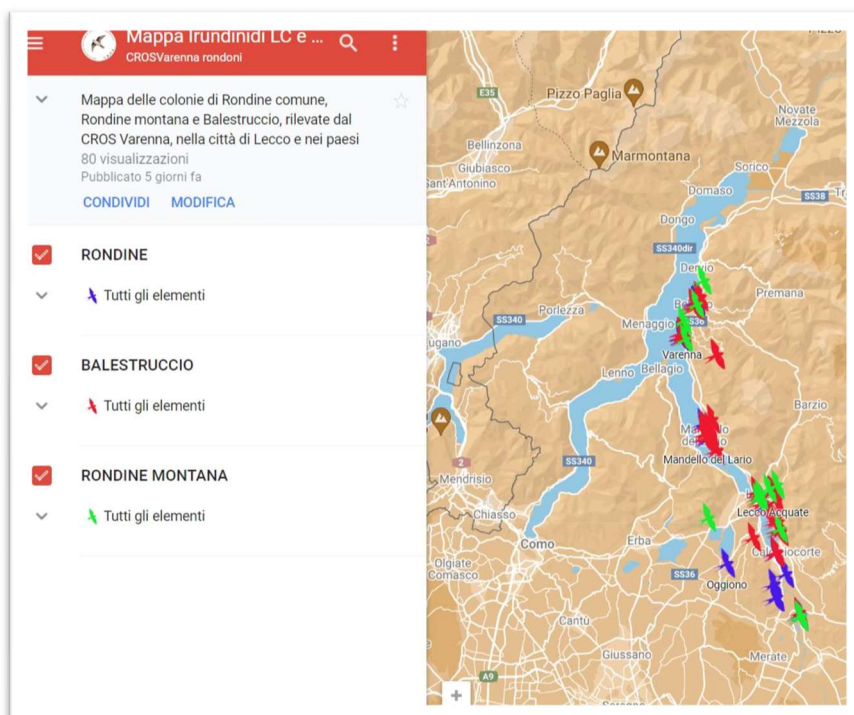 Mappa Irundinidi LC e ...
CROSVarenna rondoni
Mappa delle colonie di Rondine comune,
Rondine montana e Balestruccio, rilevate dal
CROS Varenna, nella città di Lecco e nei paesi
80 visualizzazioni
Pubblicato 5 giorni fa
CONDIVIDI MODIFICA
RONDINE
Tutti gli elementi
BALESTRUCCIO
Tutti gli elementi
RONDINE MONTANA
Tutti gli elementi
E35
Pizzo Paglia
Novate
Mezzola
Bellinzona
Marmontana
Giubiasco
Sant'Antonino
Sorico
Domaso
SS38
Dongo
SS340dir
Dervio
Premana
Porlezza
SS340
Menaggio
Varenna
Lenno
Bellagio
Barzio
Mandello del Lario
SS340
2
Mendrisio
Lecco Acquate
Chiasso
Como
Erba
Olgiate
Comasco
SS36
Oggiono
Cantù
Giussano
Merate
A9
+